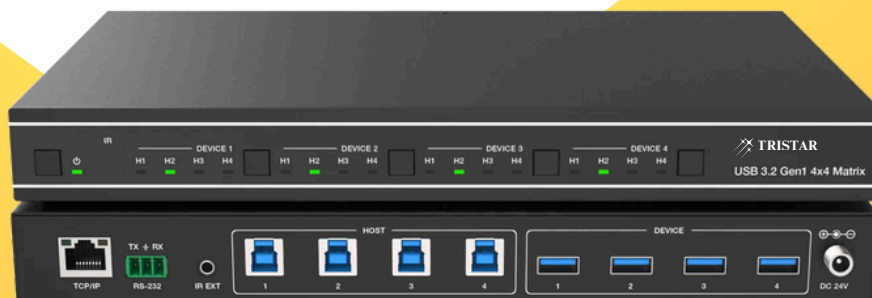 IR
DEVICE 1
DEVICE 2
DEVICE 3
DEVICE 4
H1 H2 H3 H4
H1 H2 H3 H4
H1 H2 H3 H4
H1 H2 H3 H4
TRISTAR
USB 3.2 Gen1 4x4 Matrix
TX RX
HOST
DEVICE
TCP/IP
RS-232
IR EXT
1 2 3 4
1 2 3 4
DC 24V